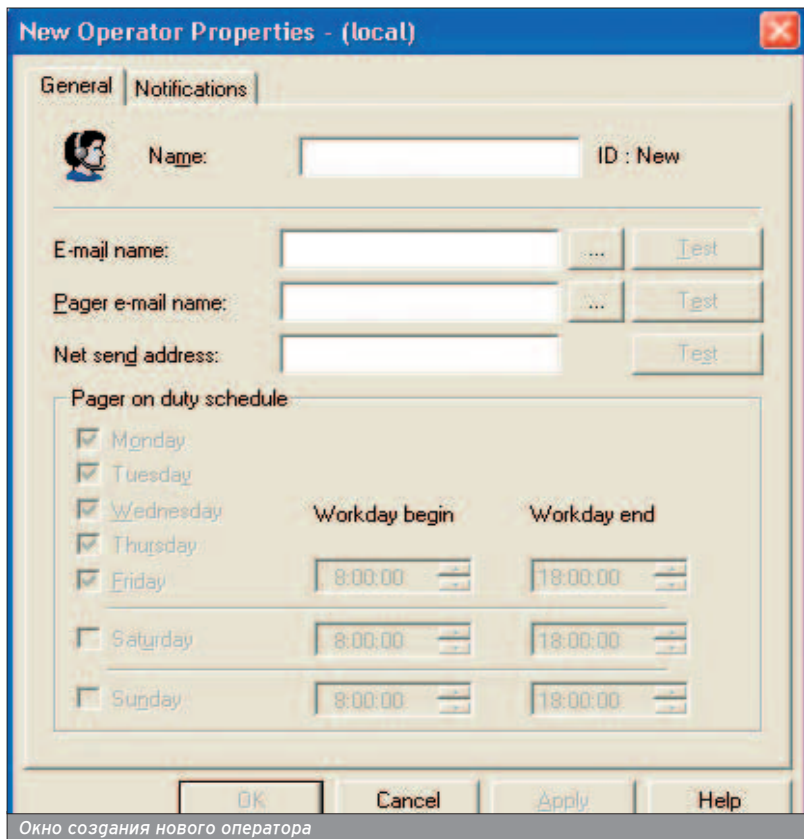 New Operator Properties - (local)
General Notifications
Name: ID : New
E-mail name: ... Test
Pager e-mail name: ... Test
Net send address: Test
Pager on duty schedule
Monday
Tuesday
Wednesday Workday begin Workday end
Thursday
Friday 8:00:00 18:00:00
Saturday 8:00:00 18:00:00
Sunday 8:00:00 18:00:00
OK Cancel Apply Help
Окно создания нового оператора